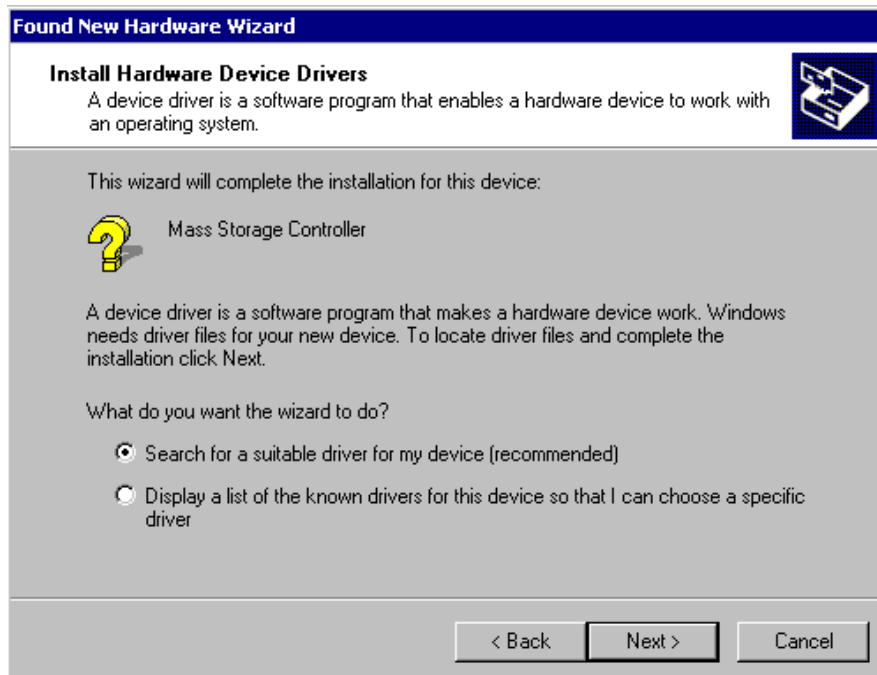 Found New Hardware Wizard
Install Hardware Device Drivers
A device driver is a software program that enables a hardware device to work with
an operating system.
This wizard will complete the installation for this device:
Mass Storage Controller
A device driver is a software program that makes a hardware device work. Windows
needs driver files for your new device. To locate driver files and complete the
installation click Next.
What do you want the wizard to do?
Search for a suitable driver for my device (recommended)
Display a list of the known drivers for this device so that I can choose a specific
driver
< Back Next > Cancel